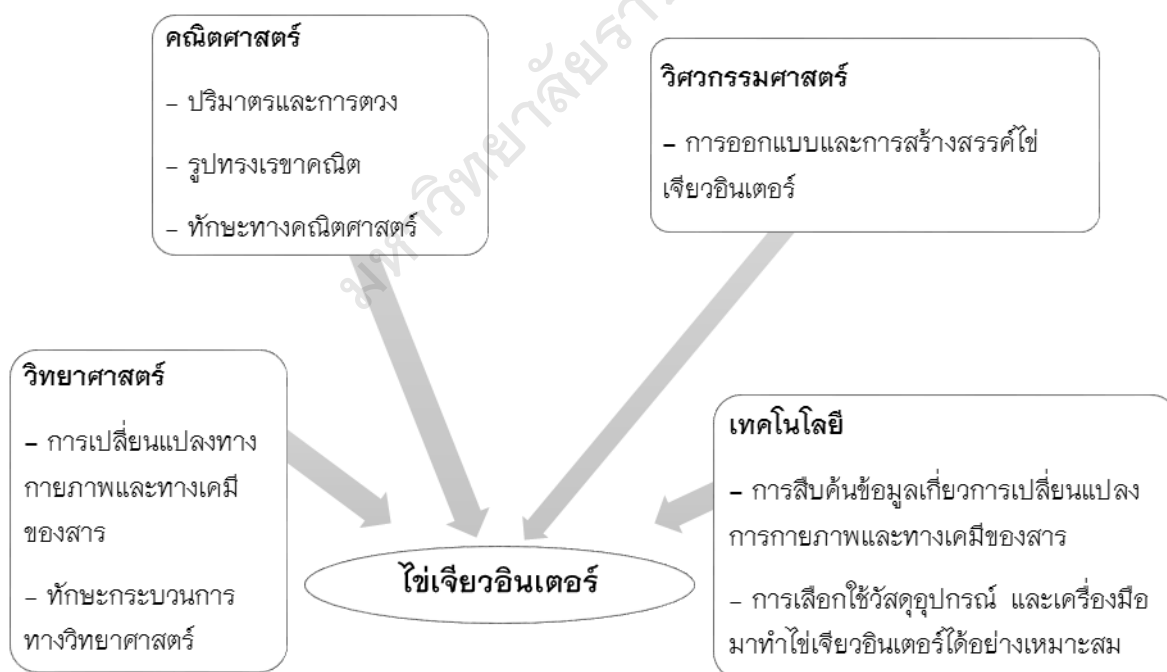 คณิตศาสตร์
– ปริมาตรและการตวง
– รูปทรงเรขาคณิต
– ทักษะทางคณิตศาสตร์
วิศวกรรมศาสตร์
– การออกแบบและการสร้างสรรค์ไข่
เจียวอินเตอร์
วิทยาศาสตร์
– การเปลี่ยนแปลงทาง
กายภาพและทางเคมี
ของสาร
– ทักษะกระบวนการ
ทางวิทยาศาสตร์
เทคโนโลยี
– การสืบค้นข้อมูลเกี่ยวการเปลี่ยนแปลง
การกายภาพและทางเคมีของสาร
– การเลือกใช้วัสดุอุปกรณ์ และเครื่องมือ
มาทำไข่เจียวอินเตอร์ได้อย่างเหมาะสม
ไข่เจียวอินเตอร์